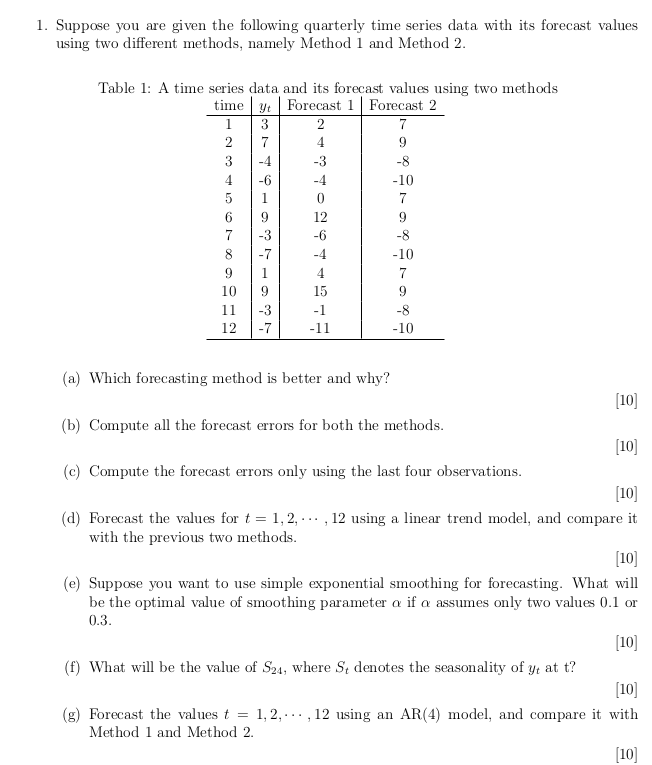 1. Suppose you are given the following quarterly time series data with its forecast values
using two different methods, namely Method 1 and Method 2.
Table 1: A time series data and its forecast values using two methods
time y_t Forecast 1 Forecast 2
1 3 2 7
2 7 4 9
3 -4 -3 -8
4 -6 -4 -10
5 1 0 7
6 9 12 9
7 -3 -6 -8
8 -7 -4 -10
9 1 4 7
10 9 15 9
11 -3 -1 -8
12 -7 -11 -10
(a) Which forecasting method is better and why?
[10]
(b) Compute all the forecast errors for both the methods.
[10]
(c) Compute the forecast errors only using the last four observations.
[10]
(d) Forecast the values for t = 1, 2, ⋯ , 12 using a linear trend model, and compare it
with the previous two methods.
[10]
(e) Suppose you want to use simple exponential smoothing for forecasting. What will
be the optimal value of smoothing parameter α if α assumes only two values 0.1 or
0.3.
[10]
(f) What will be the value of S_24, where S_t denotes the seasonality of y_t at t?
[10]
(g) Forecast the values t = 1, 2, ⋯ , 12 using an AR(4) model, and compare it with
Method 1 and Method 2.
[10]